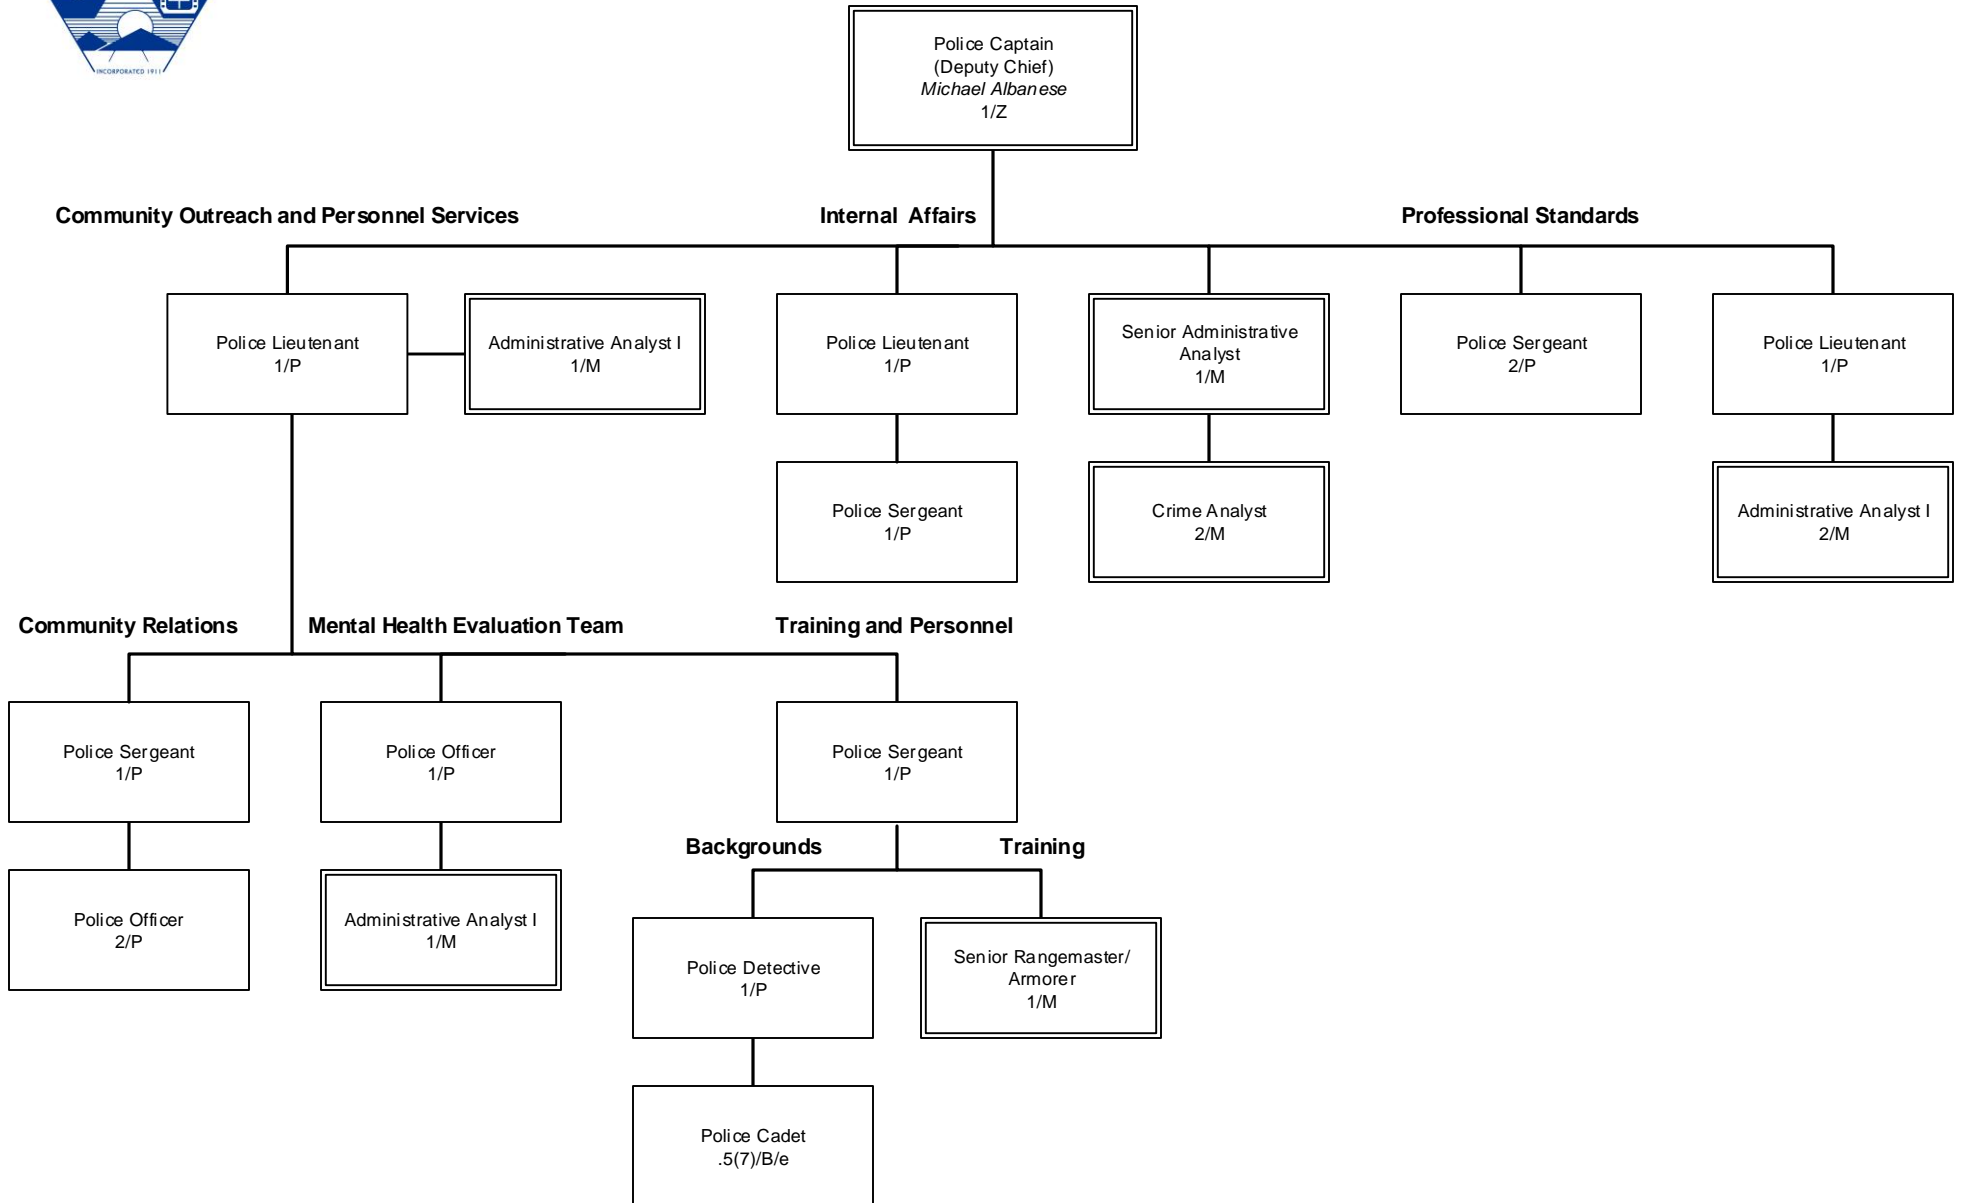 INCORPORATED 1911
Police Captain
(Deputy Chief)
Michael Albanese
1/Z
Community Outreach and Personnel Services
Internal Affairs
Professional Standards
Police Lieutenant
1/P
Administrative Analyst I
1/M
Police Lieutenant
1/P
Senior Administrative
Analyst
1/M
Police Sergeant
2/P
Police Lieutenant
1/P
Police Sergeant
1/P
Crime Analyst
2/M
Administrative Analyst I
2/M
Community Relations
Mental Health Evaluation Team
Training and Personnel
Police Sergeant
1/P
Police Officer
1/P
Police Sergeant
1/P
Backgrounds
Training
Police Officer
2/P
Administrative Analyst I
1/M
Police Detective
1/P
Senior Rangemaster/
Armorer
1/M
Police Cadet
.5(7)/B/e